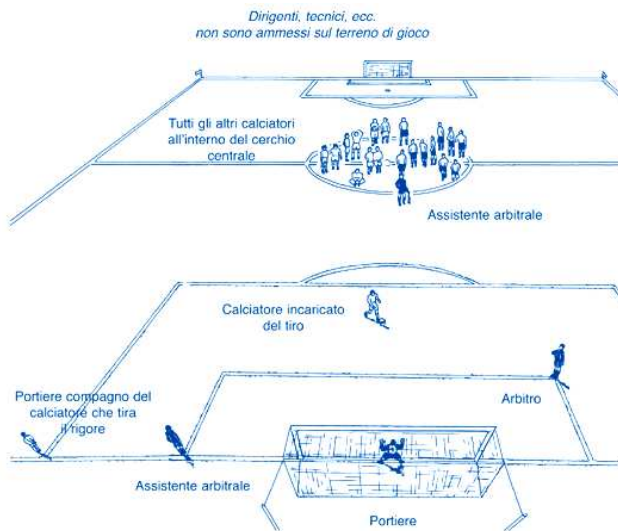 Dirigenti, tecnici, ecc.
non sono ammessi sul terreno di gioco
Tutti gli altri calciatori
all'interno del cerchio
centrale
Assistente arbitrale
Calciatore incaricato
del tiro
Portiere compagno del
calciatore che tira
il rigore
Arbitro
Assistente arbitrale
Portiere